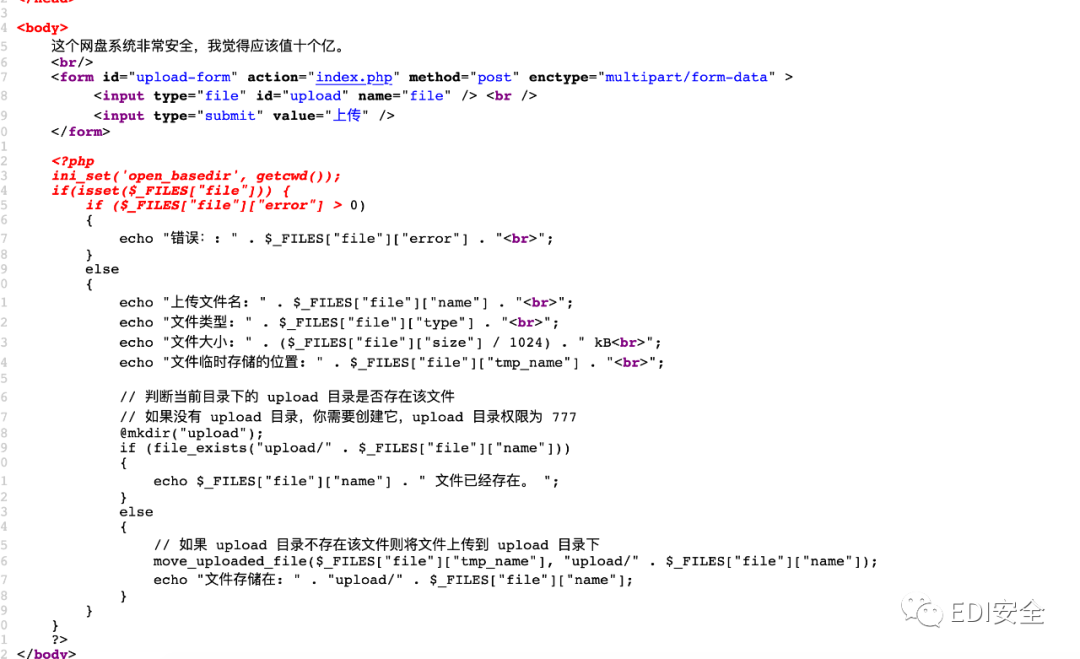 2 </head>
3
4 <body>
5 这个网盘系统非常安全，我觉得应该值十个亿。
6 <br/>
7 <form id="upload-form" action="index.php" method="post" enctype="multipart/form-data" >
8 <input type="file" id="upload" name="file" /> <br />
9 <input type="submit" value="上传" />
0 </form>
1
2 <?php
3 ini_set('open_basedir', getcwd());
4 if(isset($_FILES["file"])) {
5 if ($_FILES["file"]["error"] > 0)
6 {
7 echo "错误：: " . $_FILES["file"]["error"] . "<br>";
8 }
9 else
0 {
1 echo "上传文件名: " . $_FILES["file"]["name"] . "<br>";
2 echo "文件类型: " . $_FILES["file"]["type"] . "<br>";
3 echo "文件大小: " . ($_FILES["file"]["size"] / 1024) . " kB<br>";
4 echo "文件临时存储的位置: " . $_FILES["file"]["tmp_name"] . "<br>";
5
6 // 判断当前目录下的 upload 目录是否存在该文件
7 // 如果没有 upload 目录，你需要创建它，upload 目录权限为 777
8 @mkdir("upload");
9 if (file_exists("upload/" . $_FILES["file"]["name"]))
0 {
1 echo $_FILES["file"]["name"] . " 文件已经存在。 ";
2 }
3 else
4 {
5 // 如果 upload 目录不存在该文件则将文件上传到 upload 目录下
6 move_uploaded_file($_FILES["file"]["tmp_name"], "upload/" . $_FILES["file"]["name"]);
7 echo "文件存储在: " . "upload/" . $_FILES["file"]["name"];
8 }
9 }
0 }
1 ?>
2 </body>
EDI安全